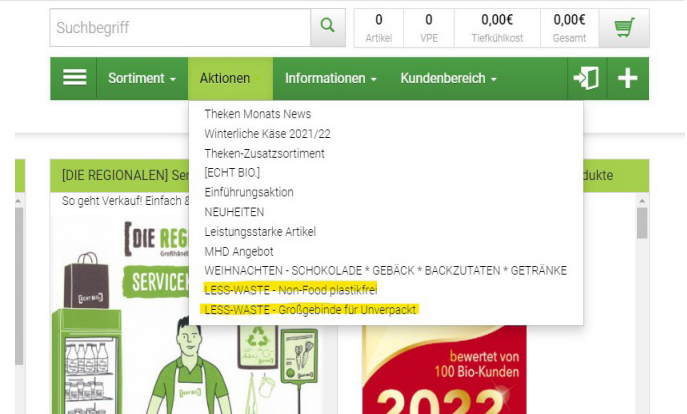 Suchbegriff
0 0 0,00€ 0,00€
Artikel VPE Tiefkühlkost Gesamt
Sortiment Aktionen Informationen Kundenbereich
Theken Monats News
Winterliche Käse 2021/22
Theken-Zusatzsortiment
[ECHT BIO.]
Einführungsaktion
NEUHEITEN
Leistungsstarke Artikel
MHD Angebot
WEIHNACHTEN - SCHOKOLADE * GEBÄCK * BACKZUTATEN * GETRÄNKE
LESS-WASTE - Non-Food plastikfrei
LESS-WASTE - Großgebinde für Unverpackt
[DIE REGIONALEN] Ser
dukte
So geht Verkauf! Einfach &
[DIE REG
Großhänd
SERVICE
[ECHT BIO.]
bewertet von
100 Bio-Kunden
2022